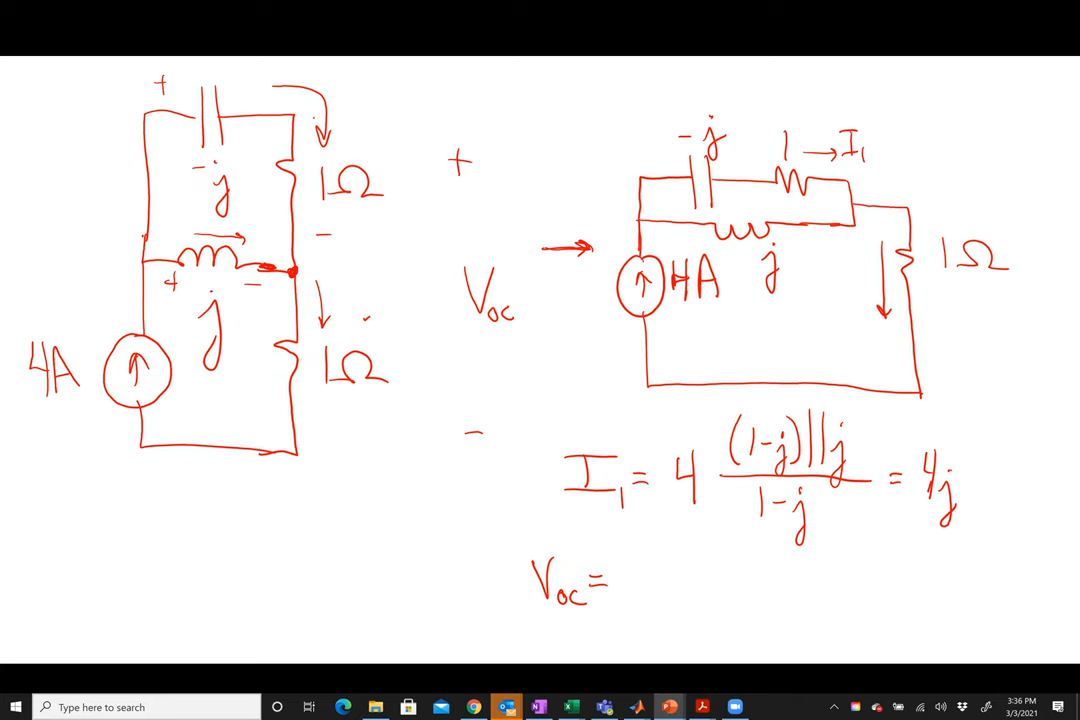 +
-j
1Ω
-
+ -
j
4A
1Ω
+
Voc
-
-j
1 → I₁
j
4A
1Ω
I₁ = 4 (1-j)||j / 1-j = 4j
Voc =
Type here to search
3:36 PM
3/3/2021